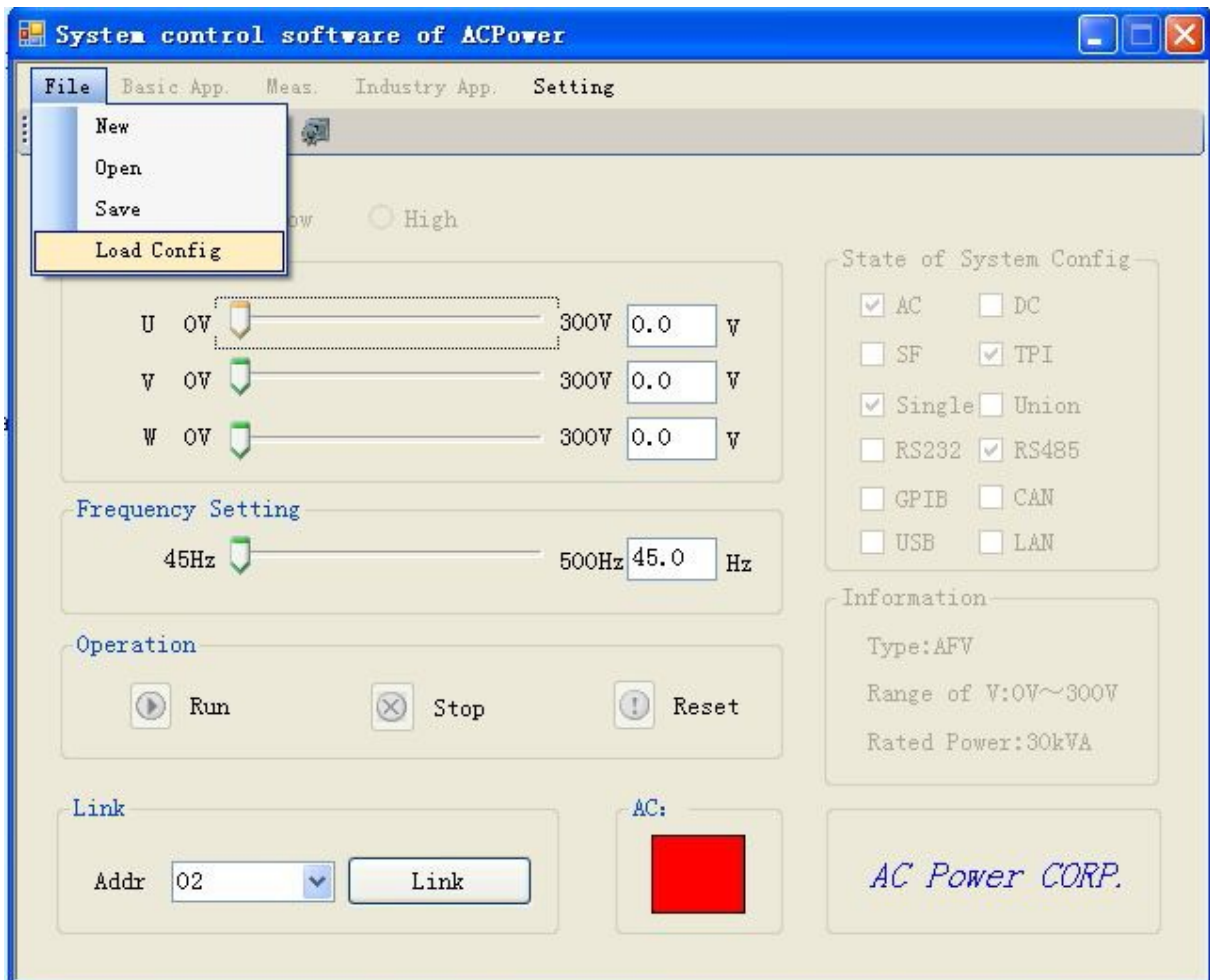 System control software of ACPower
File Basic App. Meas. Industry App. Setting
New
Open
Save
Load Config
High
U 0V 300V 0.0 V
V 0V 300V 0.0 V
W 0V 300V 0.0 V
Frequency Setting
45Hz 500Hz 45.0 Hz
Operation
Run Stop Reset
Link
Addr 02 Link
AC:
State of System Config
AC DC
SF TPI
Single Union
RS232 RS485
GPIB CAN
USB LAN
Information
Type:AFV
Range of V:0V~300V
Rated Power:30kVA
AC Power CORP.